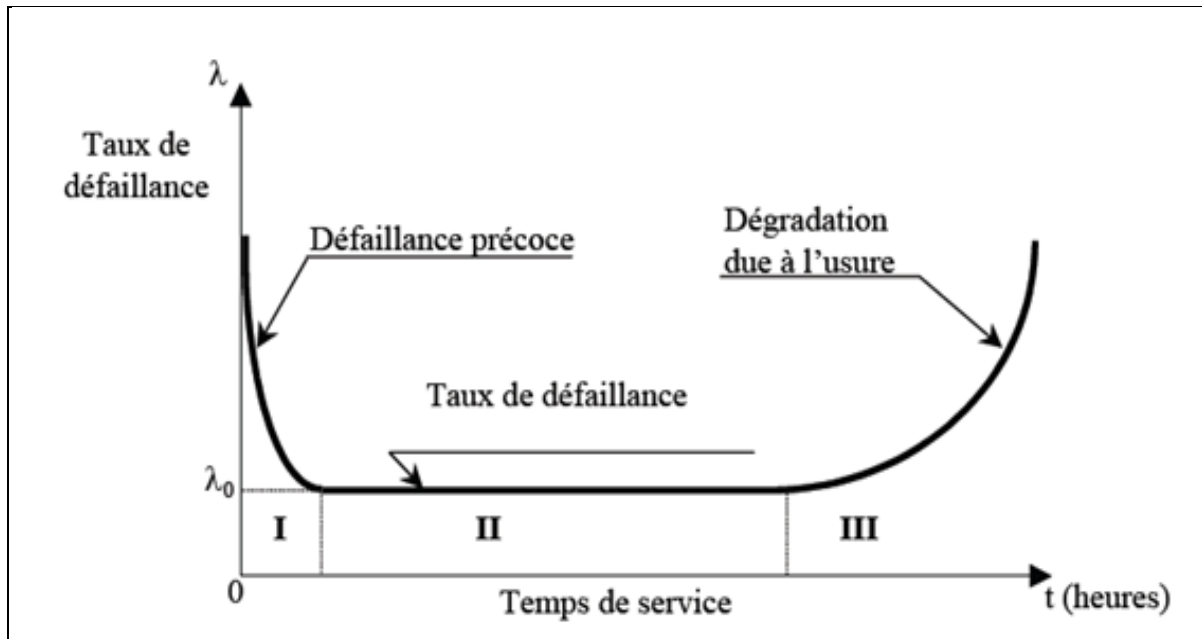 λ
Taux de
défaillance
Défaillance précoce
Dégradation
due à l’usure
Taux de défaillance
λ0
I
II
III
0
Temps de service
t (heures)